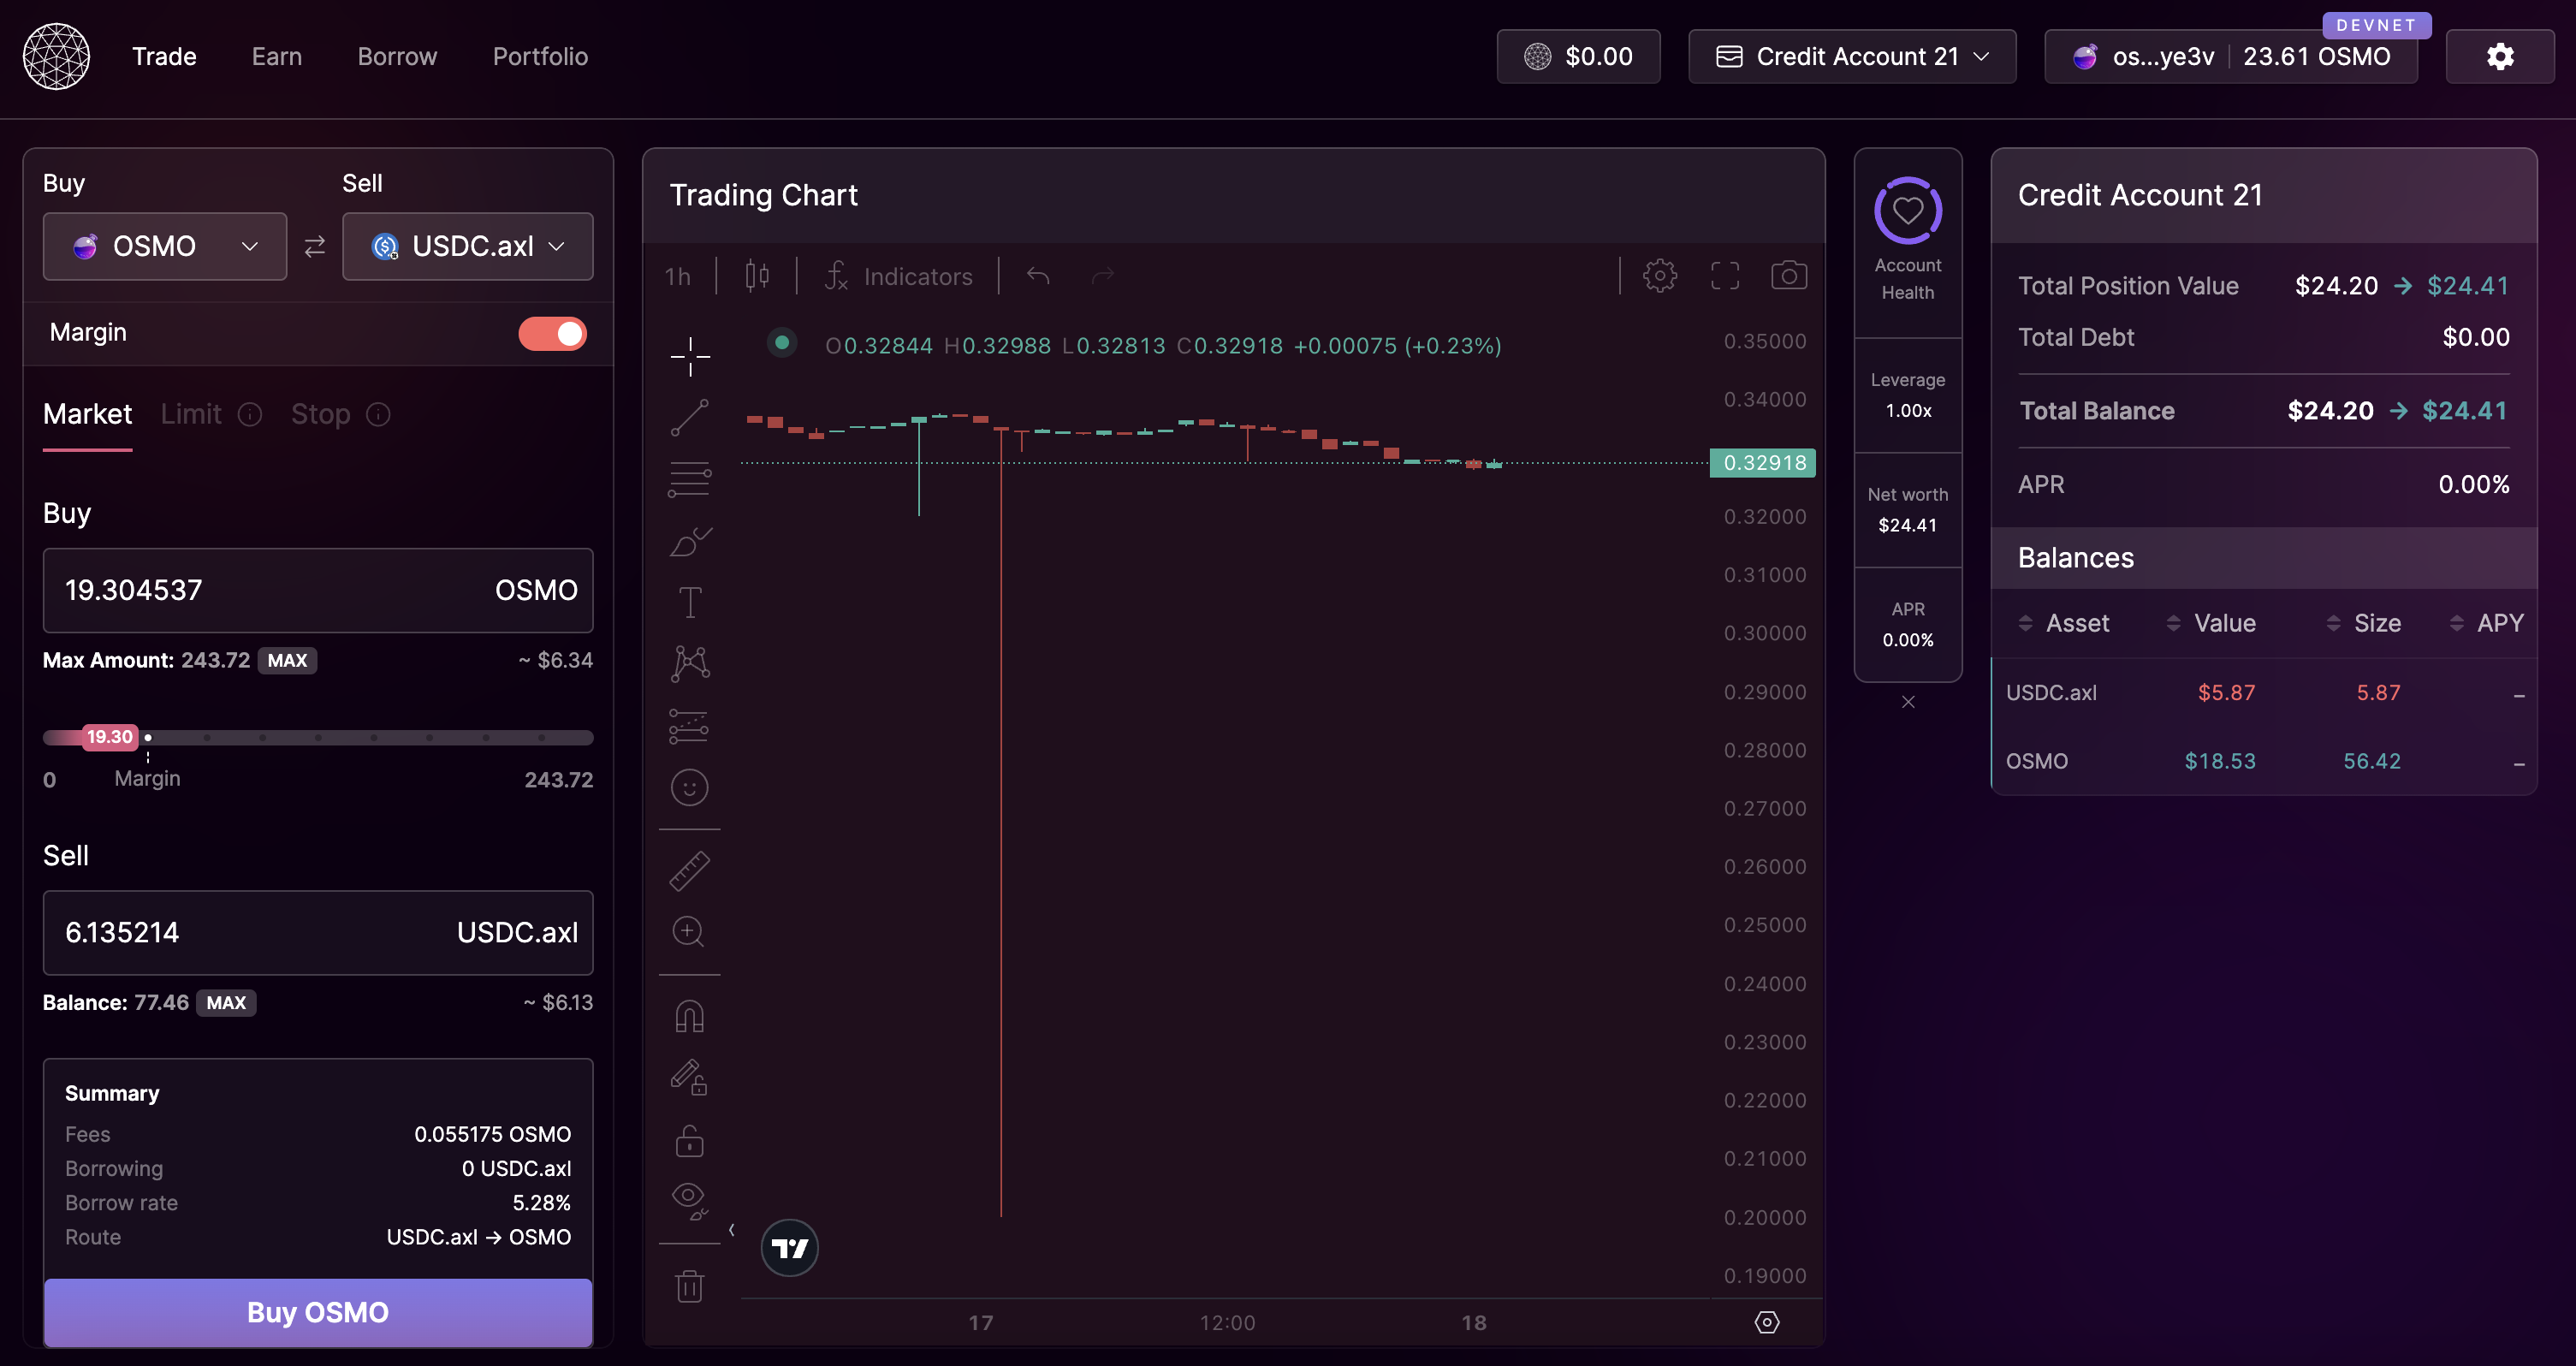 Trade Earn Borrow Portfolio $0.00 Credit Account 21 os...ye3v 23.61 OSMO
DEVNET
Buy Sell
OSMO USDC.axl
Margin
Market Limit Stop
Buy
19.304537 OSMO
Max Amount: 243.72 MAX ~ $6.34
19.30
0 Margin 243.72
Sell
6.135214 USDC.axl
Balance: 77.46 MAX ~ $6.13
Summary
Fees 0.055175 OSMO
Borrowing 0 USDC.axl
Borrow rate 5.28%
Route USDC.axl → OSMO
Buy OSMO
Trading Chart
1h Indicators
O0.32844 H0.32988 L0.32813 C0.32918 +0.00075 (+0.23%)
0.35000
0.34000
0.32918
0.32000
0.31000
0.30000
0.29000
0.28000
0.27000
0.26000
0.25000
0.24000
0.23000
0.22000
0.21000
0.20000
0.19000
17 12:00 18
Account
Health
Leverage
1.00x
Net worth
$24.41
APR
0.00%
Credit Account 21
Total Position Value $24.20 → $24.41
Total Debt $0.00
Total Balance $24.20 → $24.41
APR 0.00%
Balances
Asset Value Size APY
USDC.axl $5.87 5.87 –
OSMO $18.53 56.42 –